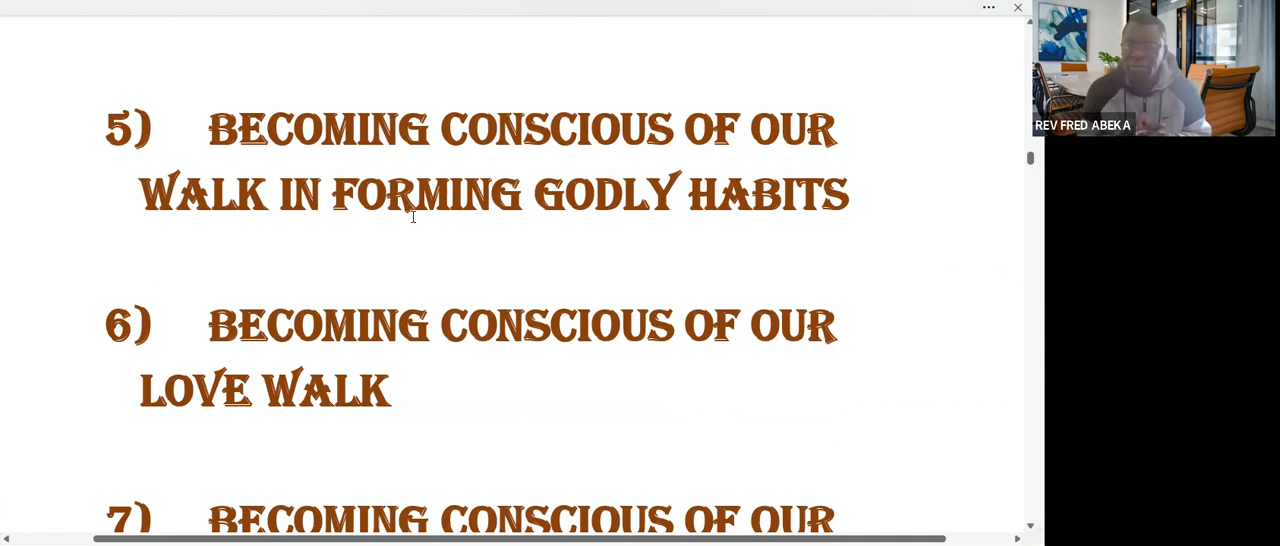 REV FRED ABEKA
5) BECOMING CONSCIOUS OF OUR
WALK IN FORMING GODLY HABITS
6) BECOMING CONSCIOUS OF OUR
LOVE WALK
7) BECOMING CONSCIOUS OF OUR